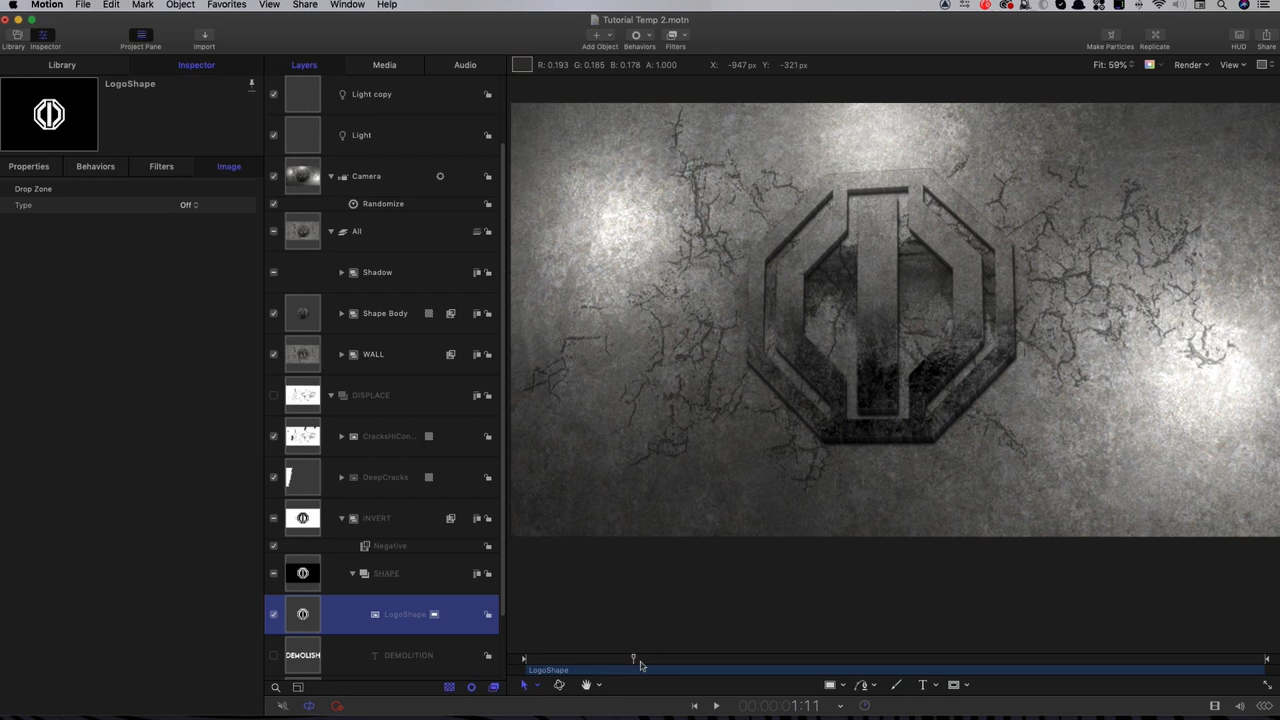 Motion File Edit Mark Object Favorites View Share Window Help
Tutorial Temp 2.motn
Library Inspector Project Pane Import Add Object Behaviors Filters Make Particles Replicate HUD Share
Library Inspector Layers Media Audio R: 0.193 G: 0.185 B: 0.178 A: 1.000 X: -947 px Y: -321 px Fit: 59% Render View
LogoShape
Light copy
Light
Properties Behaviors Filters Image
Camera
Drop Zone
Type Off
Randomize
All
Shadow
Shape Body
WALL
DISPLACE
CracksHiCon...
DeepCracks
INVERT
Negative
SHAPE
LogoShape
DEMOLISH DEMOLITION
LogoShape
T
00:00:01:11